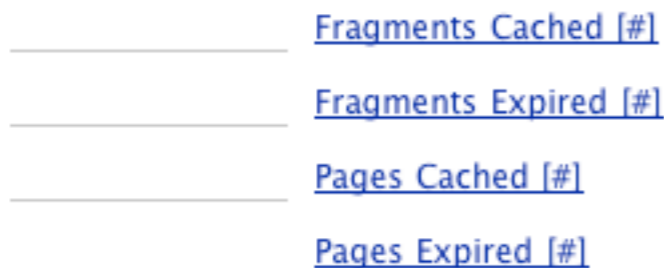 Fragments Cached [#]
Fragments Expired [#]
Pages Cached [#]
Pages Expired [#]